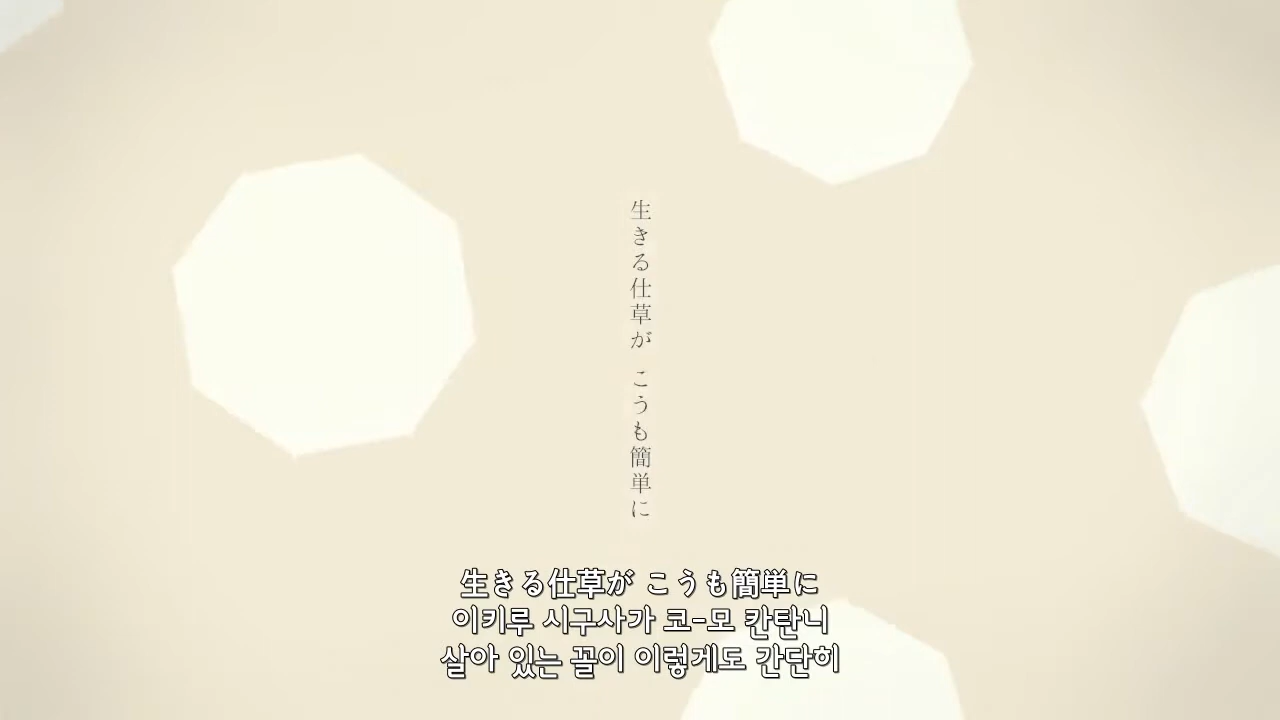 生きる仕草が こうも簡単に
生きる仕草が こうも簡単に
이키루 시구사가 코-모 칸탄니
살아 있는 꼴이 이렇게도 간단히